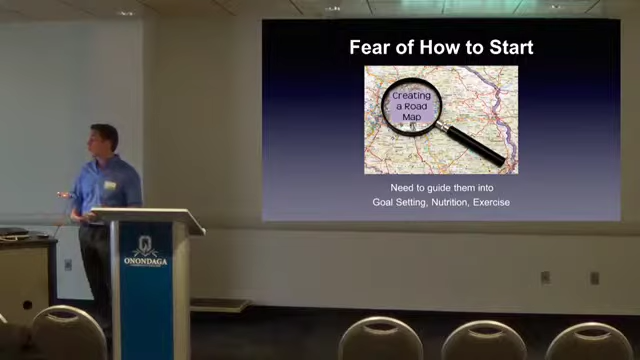 Fear of How to Start
Creating
a Road
Map
Need to guide them into
Goal Setting, Nutrition, Exercise
ONONDAGA